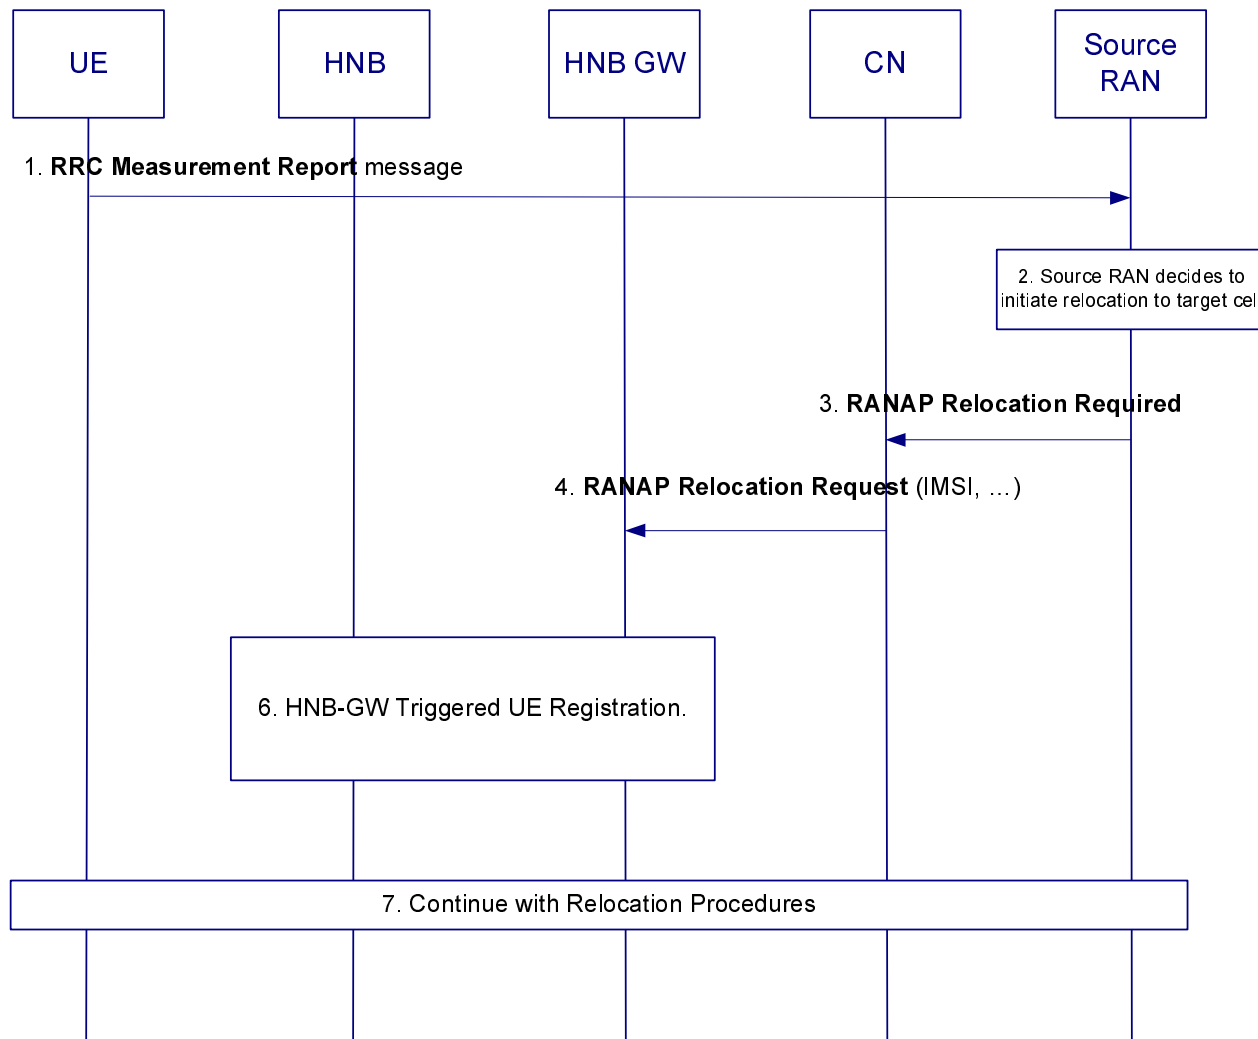 UE
HNB
HNB GW
CN
Source
RAN
1. RRC Measurement Report message
2. Source RAN decides to
initiate relocation to target cel
3. RANAP Relocation Required
4. RANAP Relocation Request (IMSI, …)
6. HNB-GW Triggered UE Registration.
7. Continue with Relocation Procedures